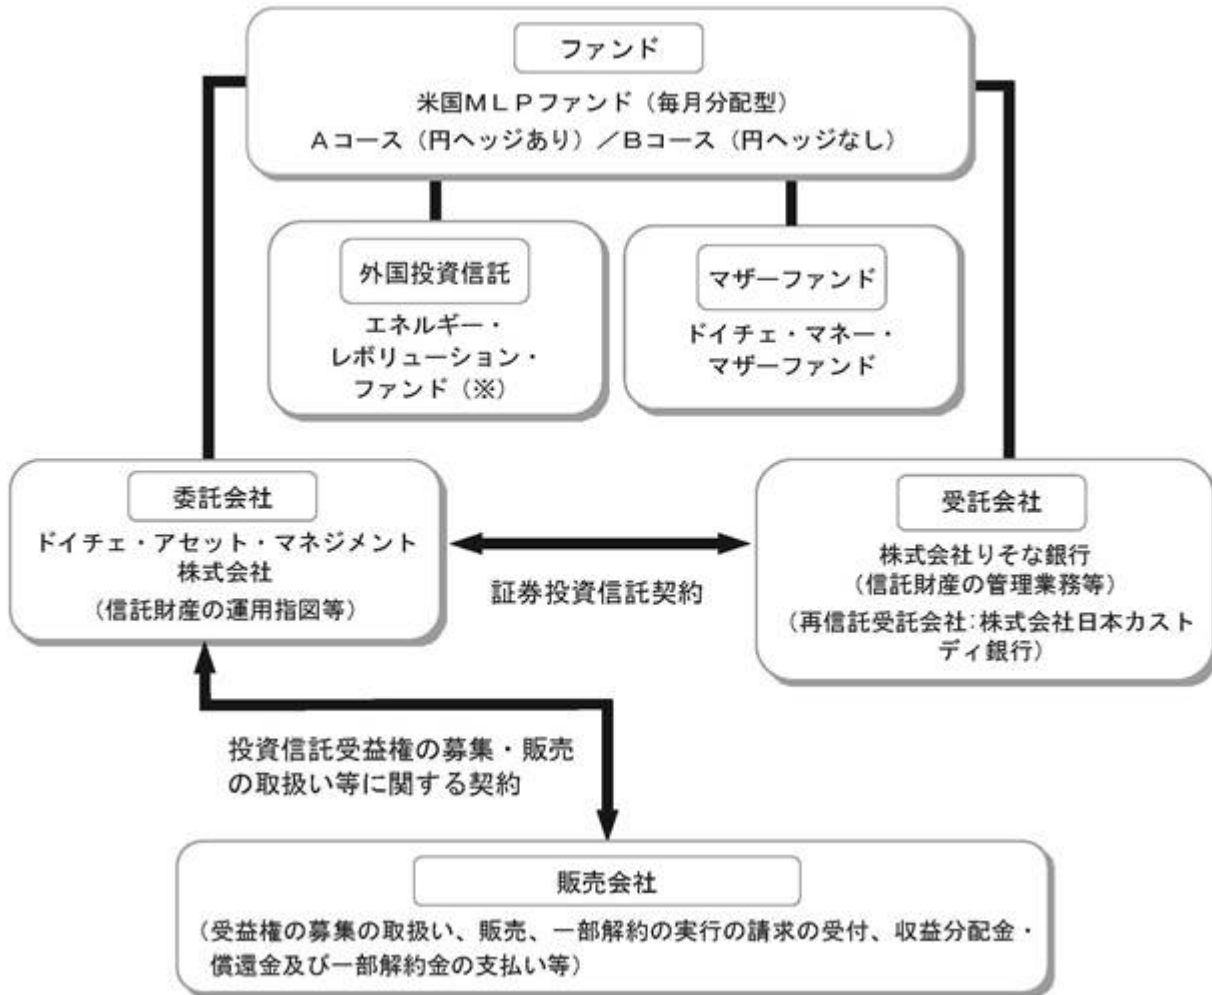 ファンド
米国ＭＬＰファンド（毎月分配型）
Ａコース（円ヘッジあり）／Ｂコース（円ヘッジなし）
外国投資信託
エネルギー・
レボリューション・
ファンド（※）
マザーファンド
ドイチェ・マネー・
マザーファンド
委託会社
ドイチェ・アセット・マネジメント
株式会社
（信託財産の運用指図等）
証券投資信託契約
受託会社
株式会社りそな銀行
（信託財産の管理業務等）
（再信託受託会社：株式会社日本カスト
ディ銀行）
投資信託受益権の募集・販売
の取扱い等に関する契約
販売会社
（受益権の募集の取扱い、販売、一部解約の実行の請求の受付、収益分配金・
償還金及び一部解約金の支払い等）